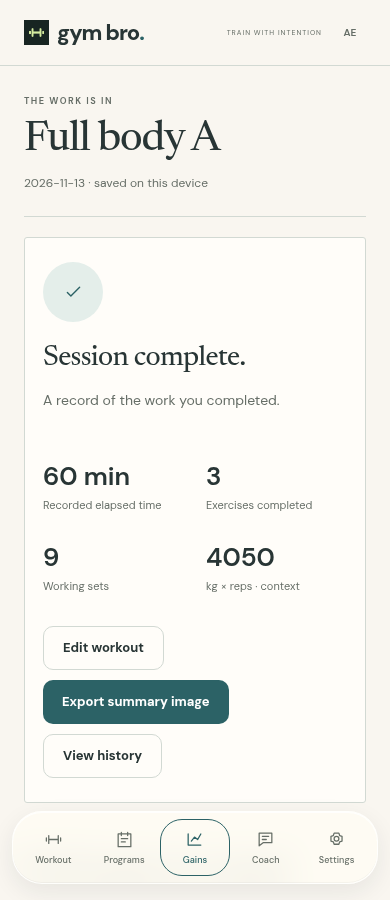 gym bro.
TRAIN WITH INTENTION
AE
THE WORK IS IN
Full body A
2026-11-13 · saved on this device
Session complete.
A record of the work you completed.
60 min
Recorded elapsed time
3
Exercises completed
9
Working sets
4050
kg × reps · context
Edit workout
Export summary image
View history
Workout
Programs
Gains
Coach
Settings